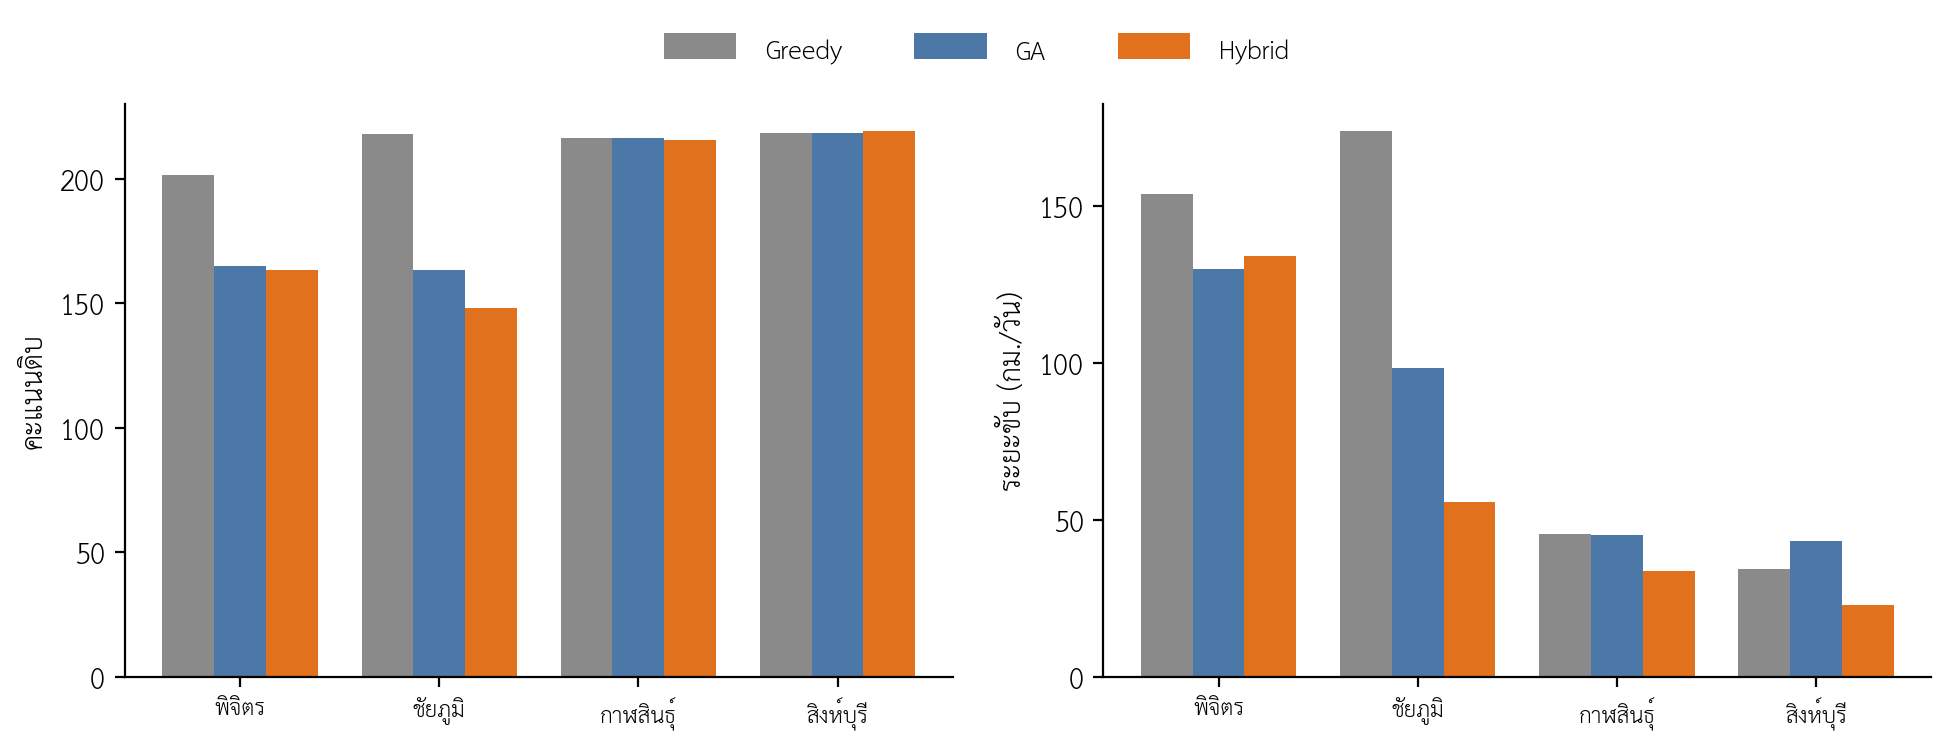 Greedy GA Hybrid
คะแนนดิบ
200
150
100
50
0
พิจิตร ชัยภูมิ กาฬสินธุ์ สิงห์บุรี
ระยะขับ (กม./วัน)
150
100
50
0
พิจิตร ชัยภูมิ กาฬสินธุ์ สิงห์บุรี